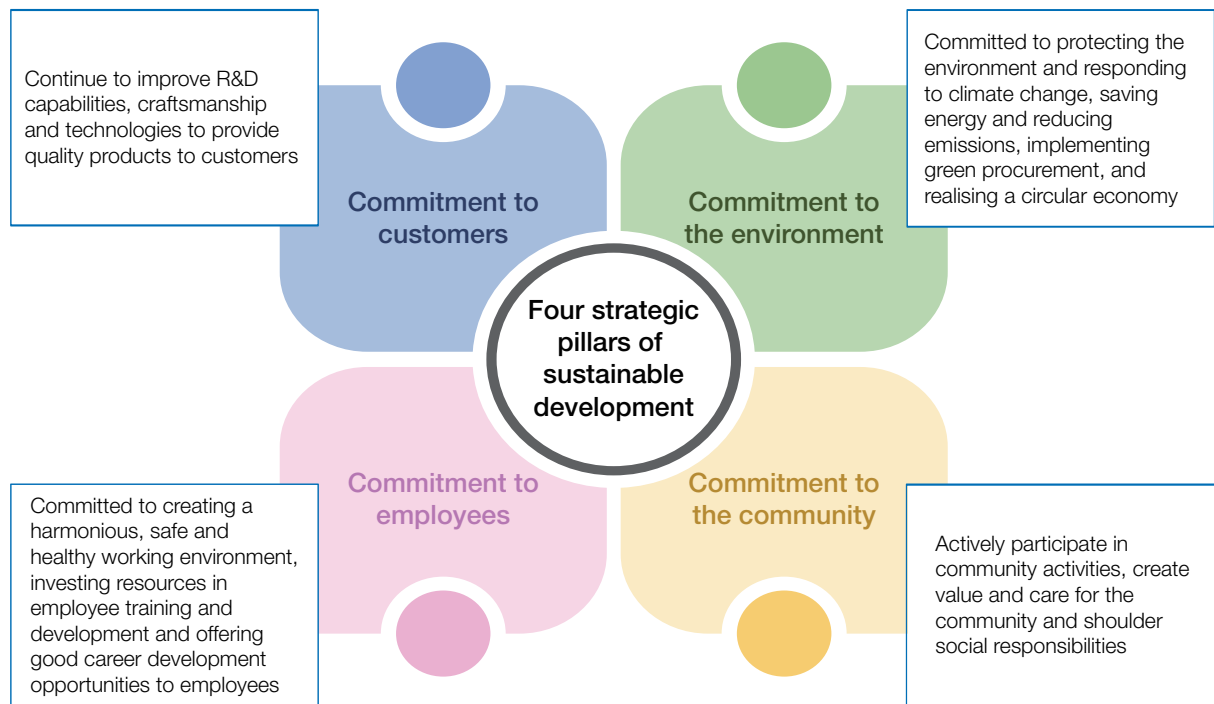 Continue to improve R&D
capabilities, craftsmanship
and technologies to provide
quality products to customers
Commitment to
customers
Committed to protecting the
environment and responding
to climate change, saving
energy and reducing
emissions, implementing
green procurement, and
realising a circular economy
Commitment to
the environment
Four strategic
pillars of
sustainable
development
Committed to creating a
harmonious, safe and
healthy working environment,
investing resources in
employee training and
development and offering
good career development
opportunities to employees
Commitment to
employees
Commitment to
the community
Actively participate in
community activities, create
value and care for the
community and shoulder
social responsibilities